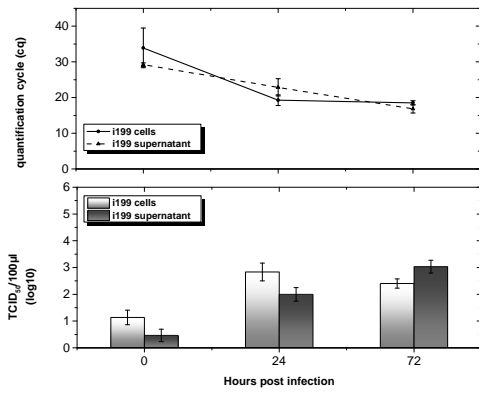 quantification cycle (cq)
40
30
20
10
0
i199 cells
i199 supernatant
TCID50/100µl
(log10)
6
5
4
3
2
1
0
i199 cells
i199 supernatant
0
24
72
Hours post infection